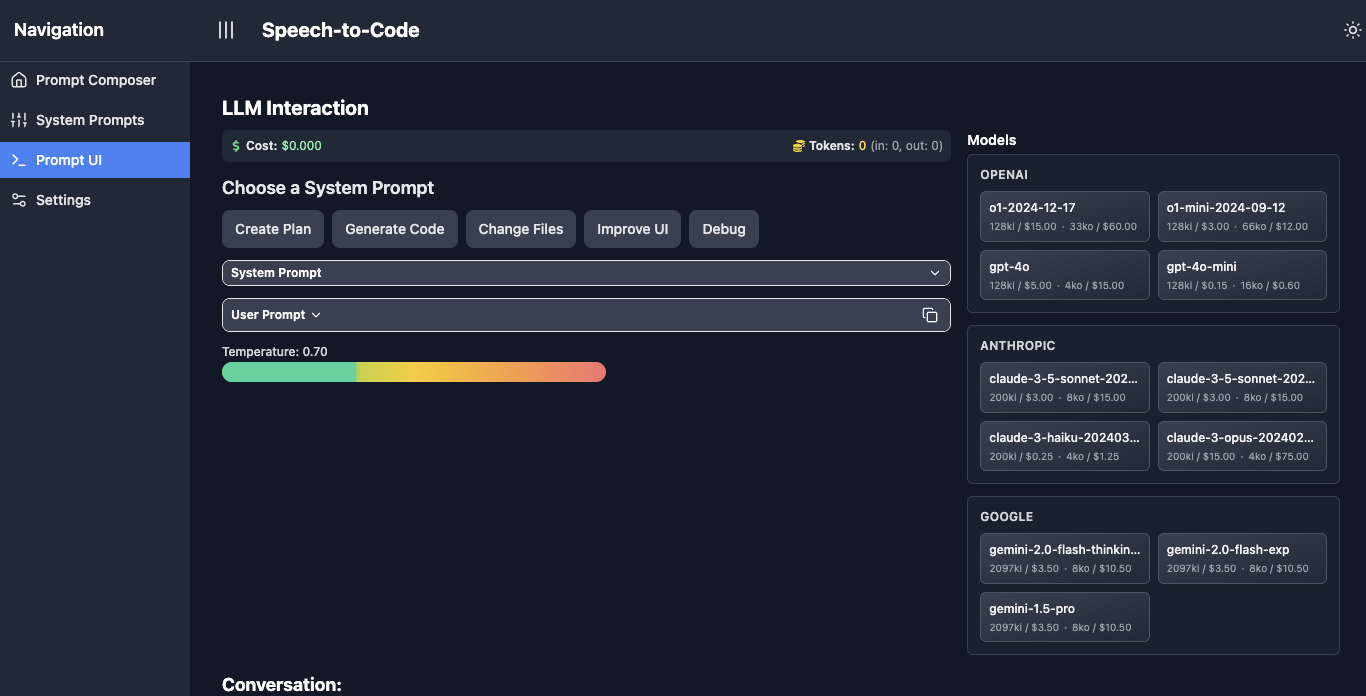 Navigation
Speech-to-Code
Prompt Composer
System Prompts
Prompt UI
Settings
LLM Interaction
$ Cost: $0.000
Tokens: 0 (in: 0, out: 0)
Choose a System Prompt
Create Plan
Generate Code
Change Files
Improve UI
Debug
System Prompt
User Prompt
Temperature: 0.70
Conversation:
Models
OPENAI
o1-2024-12-17
128ki / $15.00 · 33ko / $60.00
o1-mini-2024-09-12
128ki / $3.00 · 66ko / $12.00
gpt-4o
128ki / $5.00 · 4ko / $15.00
gpt-4o-mini
128ki / $0.15 · 16ko / $0.60
ANTHROPIC
claude-3-5-sonnet-202...
200ki / $3.00 · 8ko / $15.00
claude-3-5-sonnet-202...
200ki / $3.00 · 8ko / $15.00
claude-3-haiku-202403...
200ki / $0.25 · 4ko / $1.25
claude-3-opus-202402...
200ki / $15.00 · 4ko / $75.00
GOOGLE
gemini-2.0-flash-thinkin...
2097ki / $3.50 · 8ko / $10.50
gemini-2.0-flash-exp
2097ki / $3.50 · 8ko / $10.50
gemini-1.5-pro
2097ki / $3.50 · 8ko / $10.50